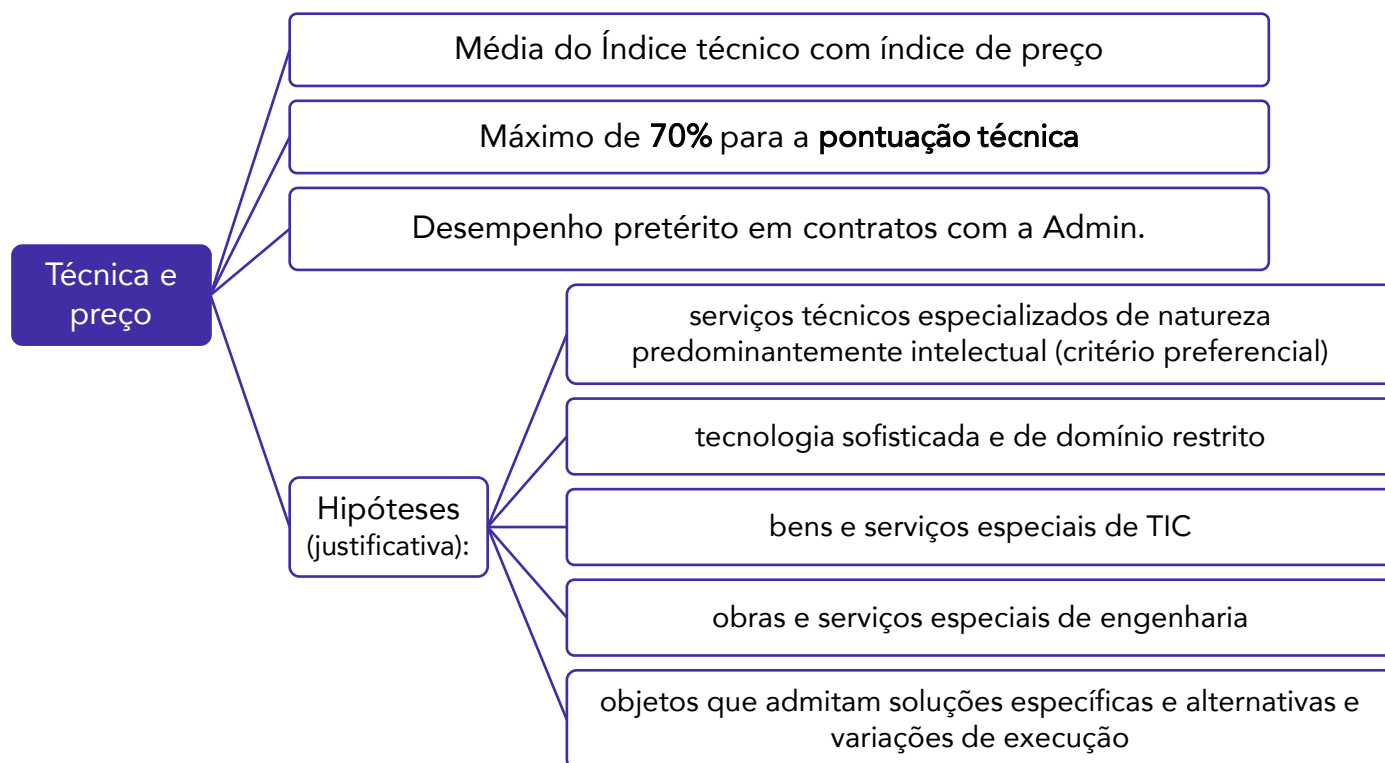 Média do Índice técnico com índice de preço
Máximo de 70% para a pontuação técnica
Desempenho pretérito em contratos com a Admin.
Técnica e
preço
Hipóteses
(justificativa):
serviços técnicos especializados de natureza
predominantemente intelectual (critério preferencial)
tecnologia sofisticada e de domínio restrito
bens e serviços especiais de TIC
obras e serviços especiais de engenharia
objetos que admitam soluções específicas e alternativas e
variações de execução